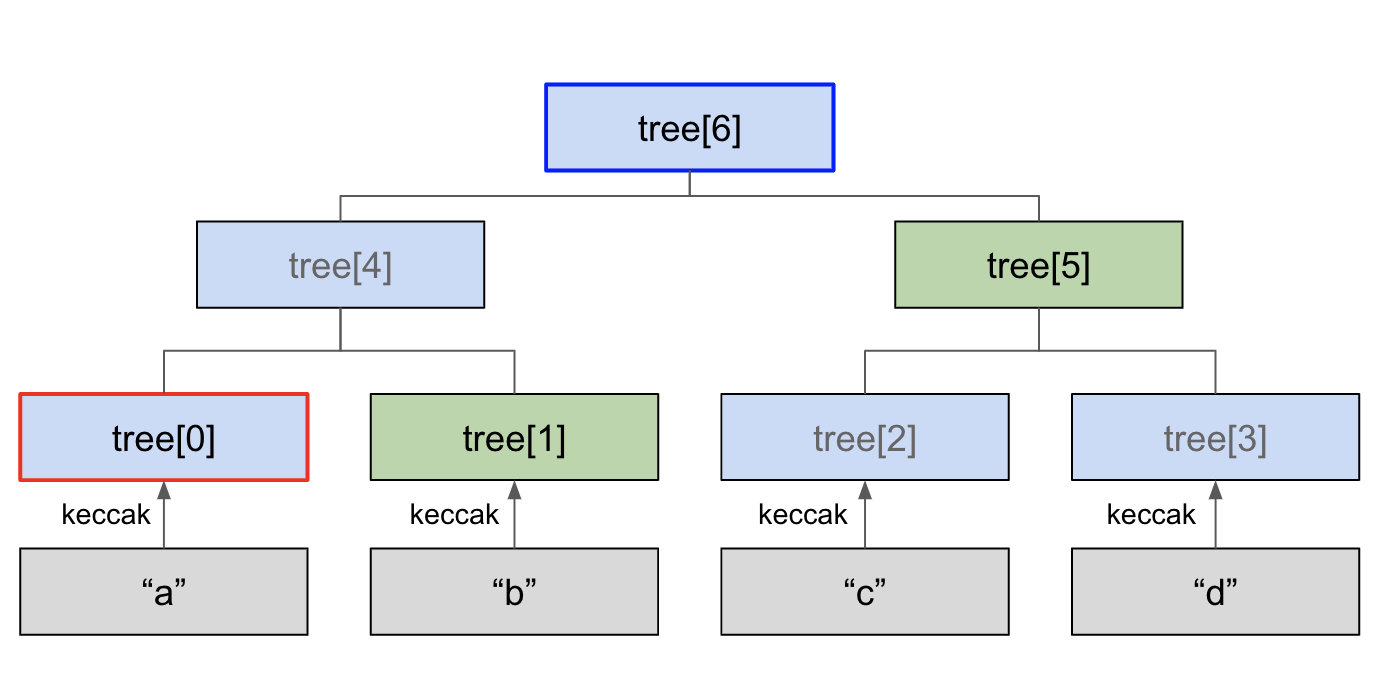 tree[6]
tree[4]
tree[5]
tree[0]
tree[1]
tree[2]
tree[3]
keccak
keccak
keccak
keccak
“a”
“b”
“c”
“d”